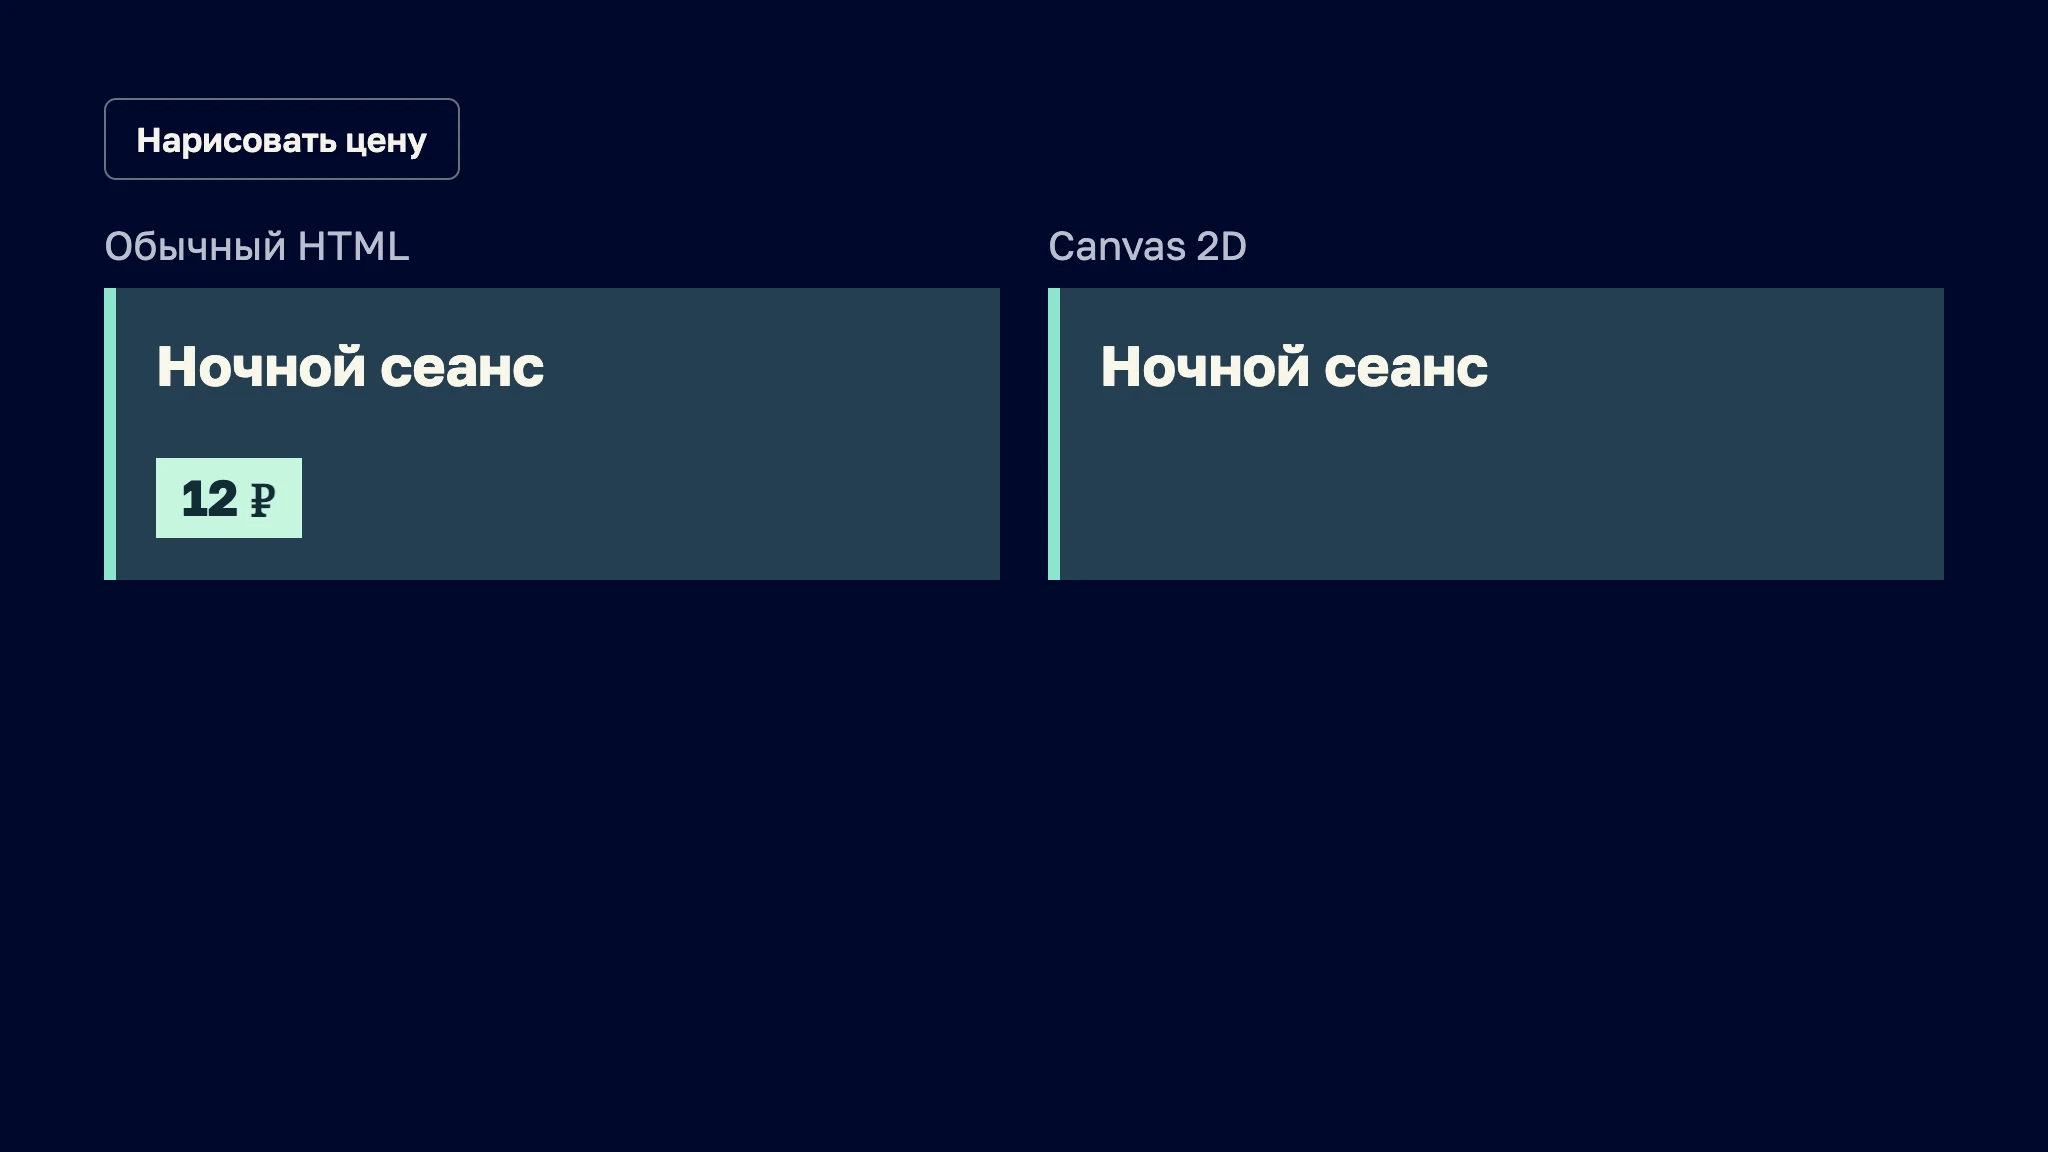 Нарисовать цену
Обычный HTML
Ночной сеанс
12 ₽
Canvas 2D
Ночной сеанс